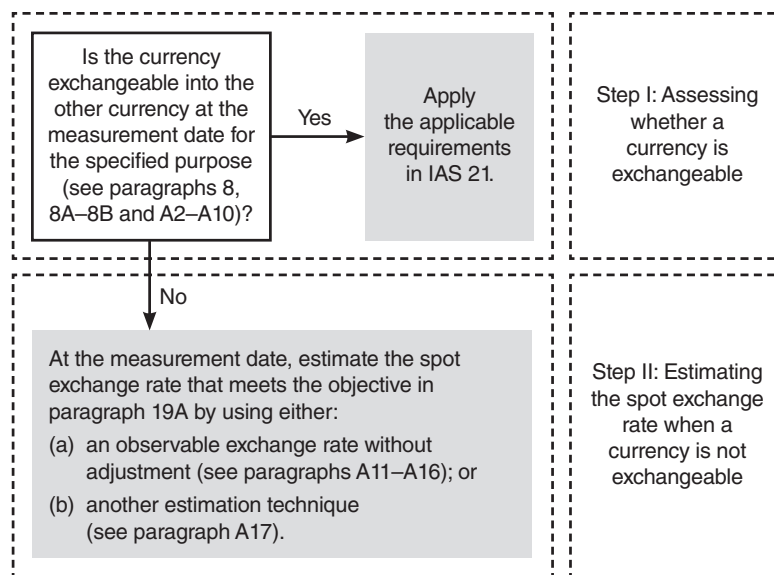 Is the currency
exchangeable into the
other currency at the
measurement date for
the specified purpose
(see paragraphs 8,
8A–8B and A2–A10)?
Yes
Apply
the applicable
requirements
in IAS 21.
Step I: Assessing
whether a
currency is
exchangeable
No
At the measurement date, estimate the spot
exchange rate that meets the objective in
paragraph 19A by using either:
(a) an observable exchange rate without
adjustment (see paragraphs A11–A16); or
(b) another estimation technique
(see paragraph A17).
Step II: Estimating
the spot exchange
rate when a
currency is not
exchangeable